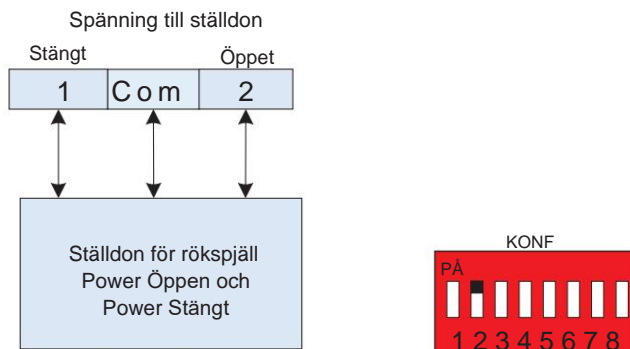 Spänning till ställdon
Stängt Öppet
1 Com 2
Ställdon för rökspjäll
Power Öppen och
Power Stängt
KONF
PÅ
1 2 3 4 5 6 7 8